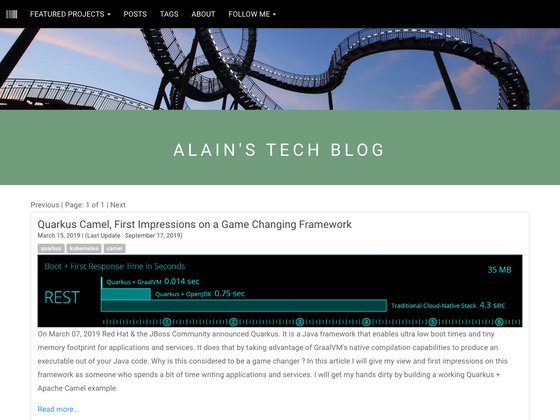 FEATURED PROJECTS POSTS TAGS ABOUT FOLLOW ME
ALAIN'S TECH BLOG
Previous | Page: 1 of 1 | Next
Quarkus Camel, First Impressions on a Game Changing Framework
March 15, 2019 | (Last Update : September 17, 2019)
quarkus kubernetes camel
Boot + First Response Time in Seconds
35 MB
REST
Quarkus + GraalVM 0.014 sec
Quarkus + OpenJDK 0.75 sec
Traditional Cloud-Native Stack 4.3 sec
1 2 3 4 5 6
On March 07, 2019 Red Hat & the JBoss Community announced Quarkus. It is a Java framework that enables ultra low boot times and tiny
memory footprint for applications and services. It does that by taking advantage of GraalVM's native compilation capabilities to produce an
executable out of your Java code. Why is this considered to be a game changer ? In this article I will give my view and first impressions on this
framework as someone who spends a bit of time writing applications and services. I will get my hands dirty by building a working Quarkus +
Apache Camel example.
Read more...